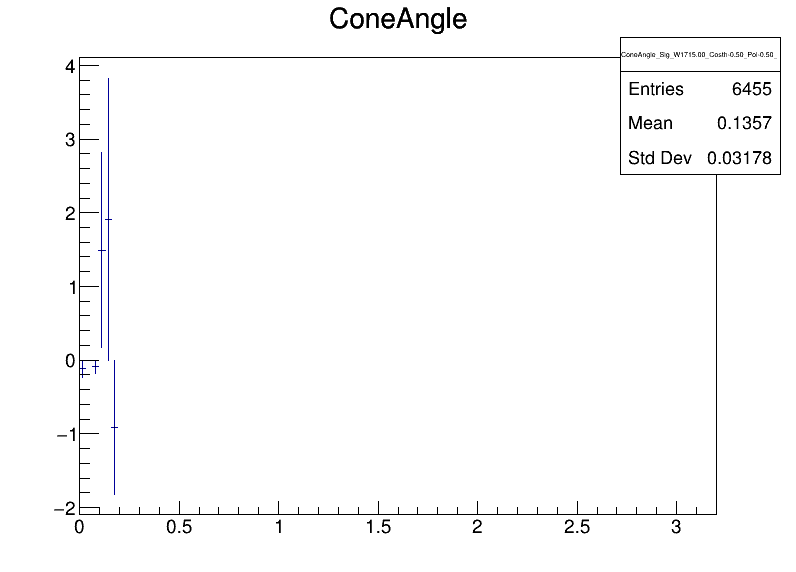 ConeAngle
ConeAngle_Sig_W1715.00_Costh-0.50_Pol-0.50_
Entries 6455
Mean 0.1357
Std Dev 0.03178
4
3
2
1
0
−1
−2
0 0.5 1 1.5 2 2.5 3